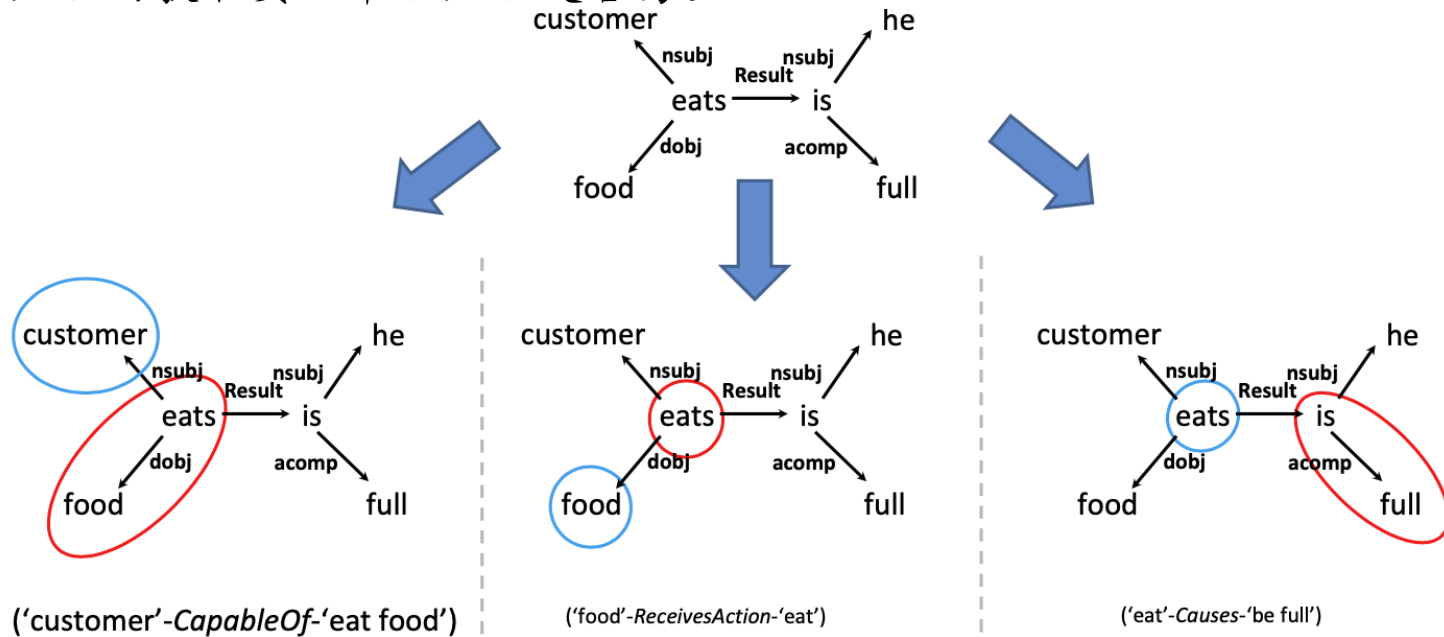 customer he
nsubj nsubj
Result
eats is
dobj acomp
food full
customer he
nsubj nsubj
Result
eats is
dobj acomp
food full
('customer'-CapableOf-'eat food')
customer he
nsubj nsubj
Result
eats is
dobj acomp
food full
('food'-ReceivesAction-'eat')
customer he
nsubj nsubj
Result
eats is
dobj acomp
food full
('eat'-Causes-'be full')